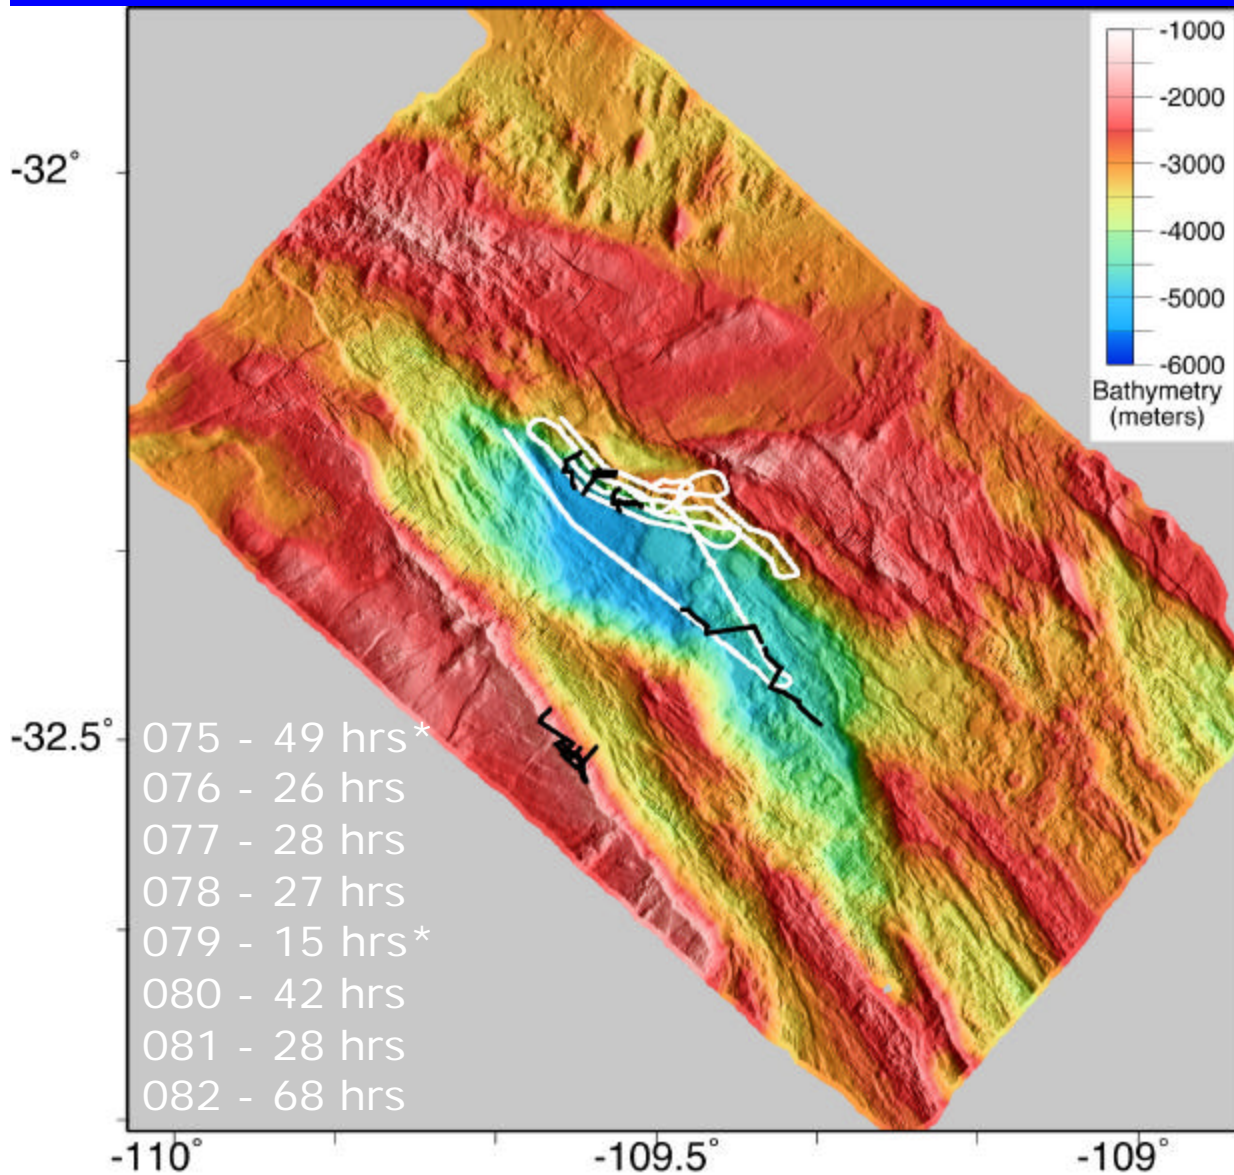 -1000
-2000
-32°
-3000
-4000
-5000
-6000
Bathymetry
(meters)
-32.5°
075 - 49 hrs*
076 - 26 hrs
077 - 28 hrs
078 - 27 hrs
079 - 15 hrs*
080 - 42 hrs
081 - 28 hrs
082 - 68 hrs
-110° -109.5° -109°